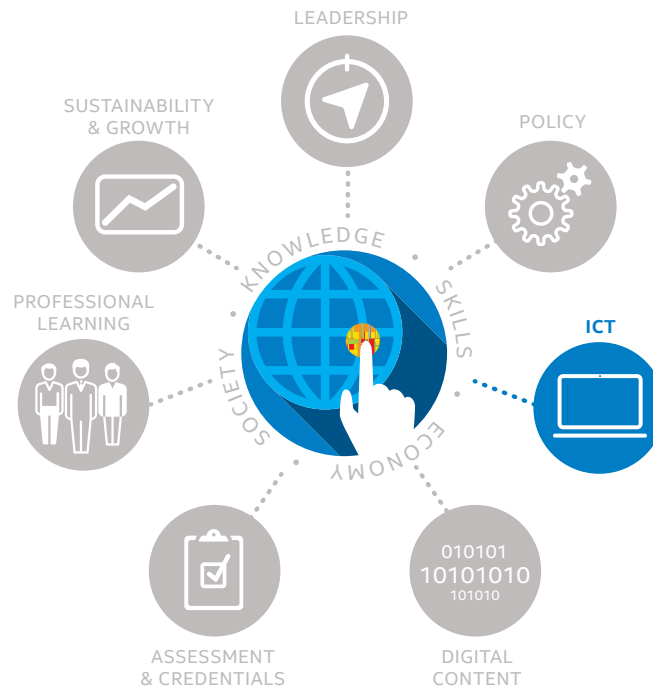 LEADERSHIP
SUSTAINABILITY
& GROWTH
POLICY
KNOWLEDGE
SKILLS
PROFESSIONAL
LEARNING
ICT
SOCIETY
ECONOMY
010101
10101010
101010
ASSESSMENT
& CREDENTIALS
DIGITAL
CONTENT